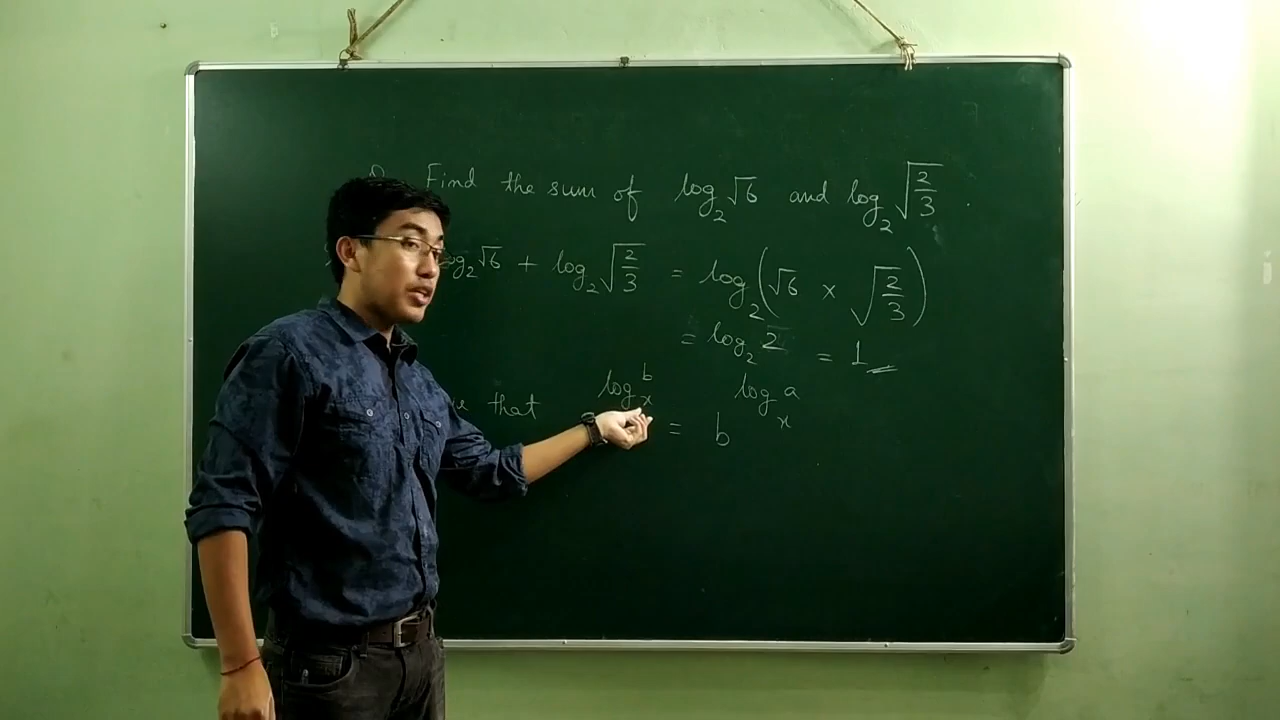 Find the sum of log₂√6 and log₂√(2/3).
log₂√6 + log₂√(2/3) = log₂(√6 × √(2/3))
= log₂2 = 1
that log_x b = b^(log_x a)